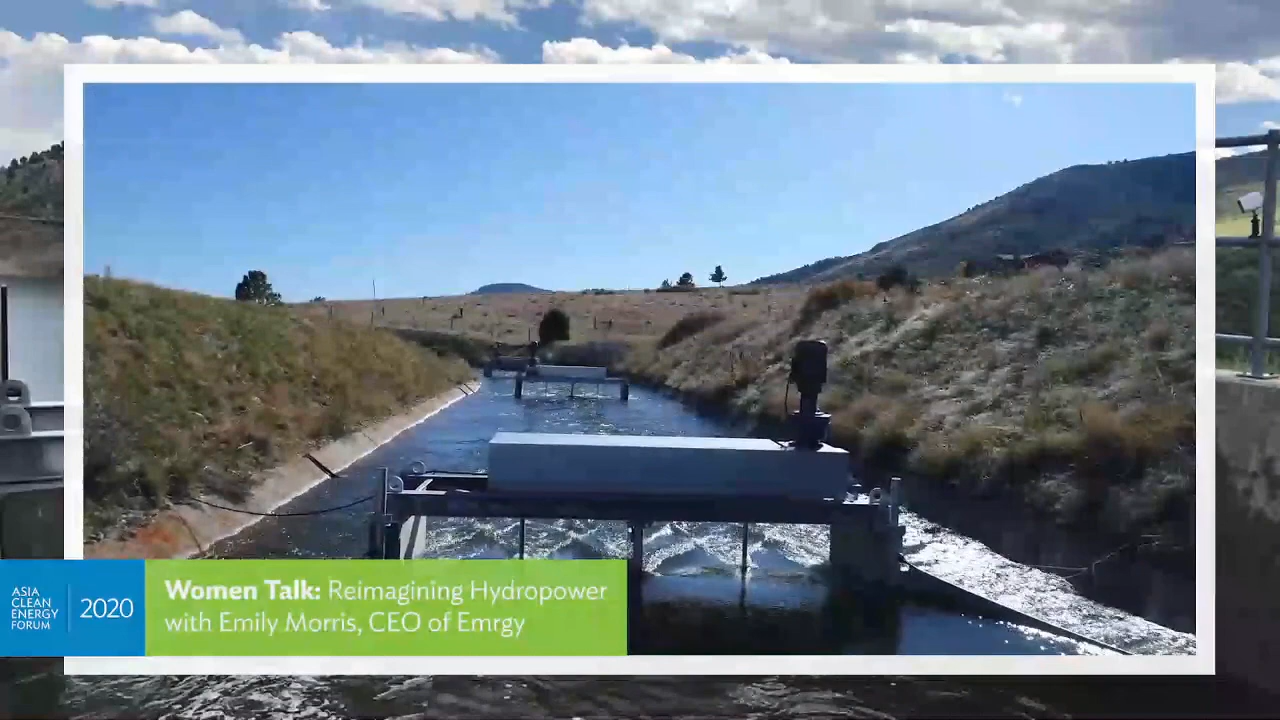 ASIA
CLEAN
ENERGY
FORUM
2020
Women Talk: Reimagining Hydropower
with Emily Morris, CEO of Emrgy